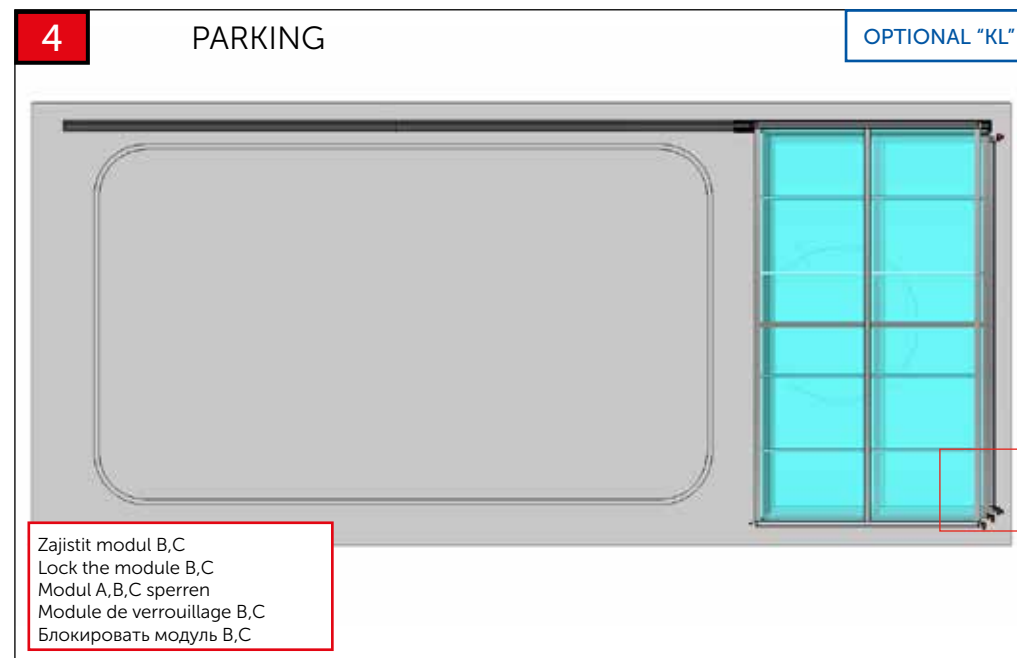 4
PARKING
OPTIONAL "KL"
Zajistit modul B,C
Lock the module B,C
Modul A,B,C sperren
Module de verrouillage B,C
Блокировать модуль B,C